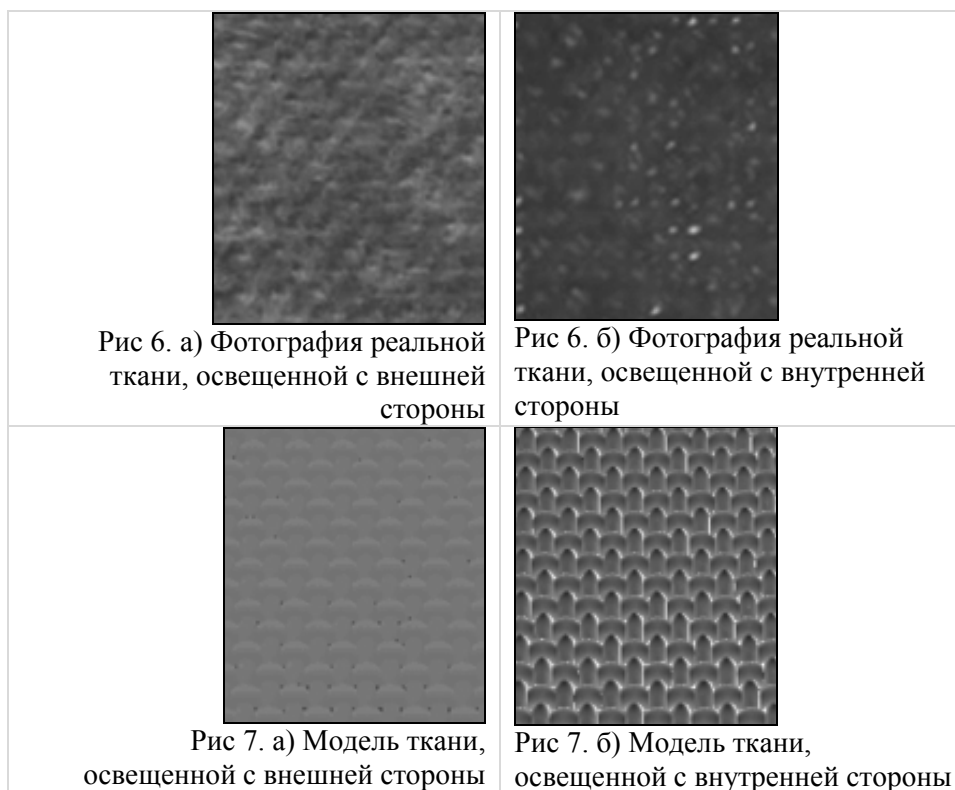 Рис 6. а) Фотография реальной
ткани, освещенной с внешней
стороны
Рис 6. б) Фотография реальной
ткани, освещенной с внутренней
стороны
Рис 7. а) Модель ткани,
освещенной с внешней стороны
Рис 7. б) Модель ткани,
освещенной с внутренней стороны